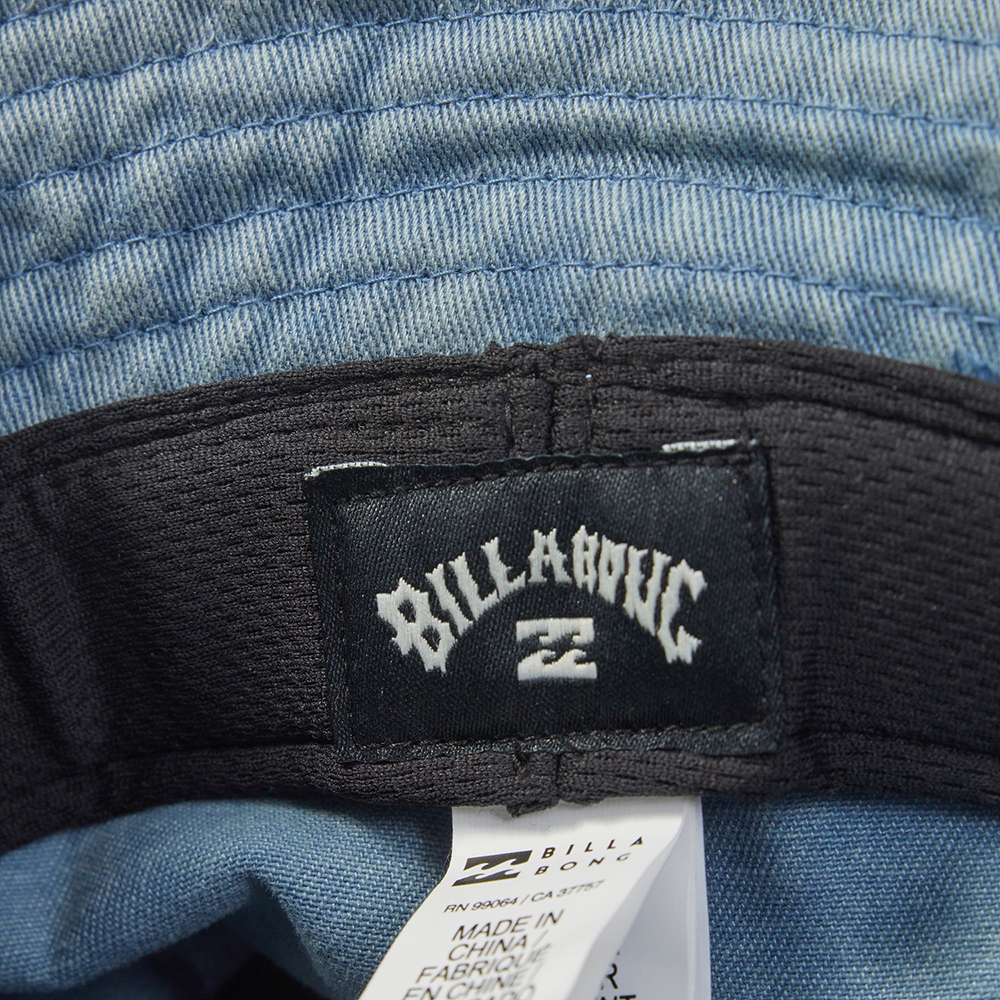 BILLABONG
BILLA
BONG
RN 99064 / CA 37757
MADE IN
CHINA /
FABRIQUÉ
EN CHINE /